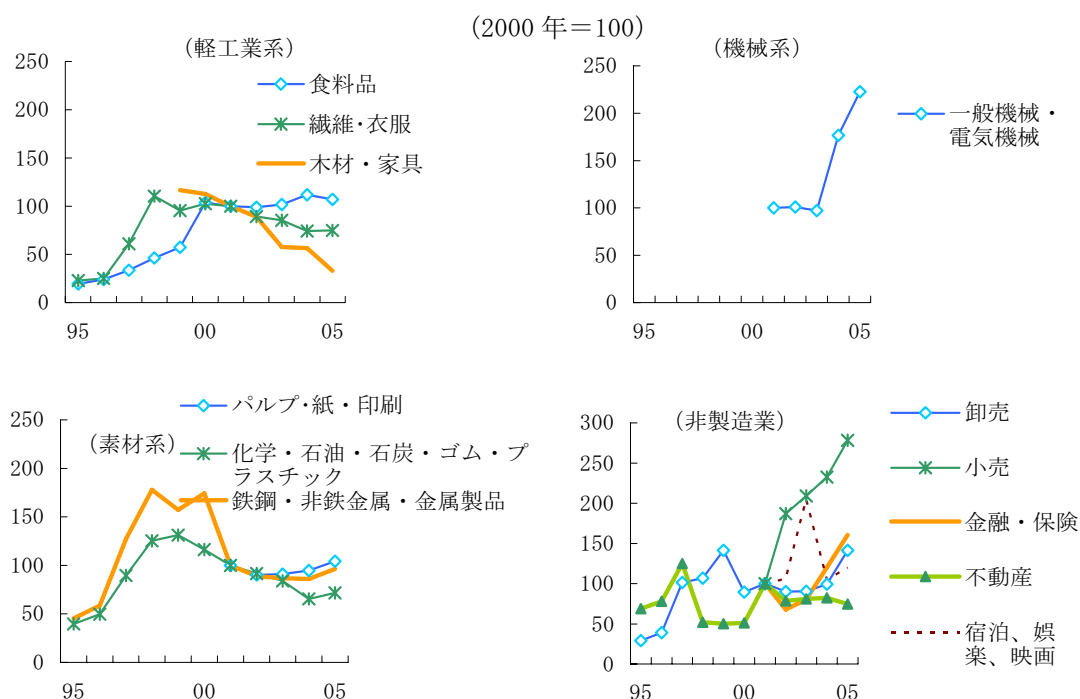 (2000 年＝100)
(軽工業系)
250
200
150
100
50
0
95
00
05
食料品
繊維・衣服
木材・家具
(機械系)
250
200
150
100
50
0
95
00
05
一般機械・
電気機械
(素材系)
250
200
150
100
50
0
95
00
05
パルプ・紙・印刷
化学・石油・石炭・ゴム・プ
ラスチック
鉄鋼・非鉄金属・金属製品
(非製造業)
300
250
200
150
100
50
0
95
00
05
卸売
小売
金融・保険
不動産
宿泊、娯
楽、映画